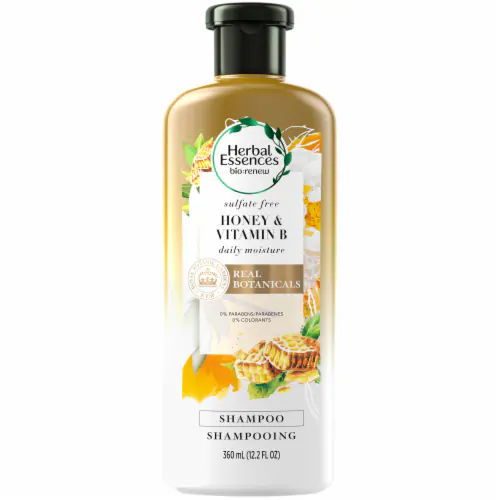 Herbal
Essences
bio:renew
sulfate free
HONEY &
VITAMIN B
daily moisture
REAL
BOTANICALS
0% PARABENS/PARABENES
0% COLORANTS
SHAMPOO
SHAMPOOING
360 mL (12.2 FL OZ)